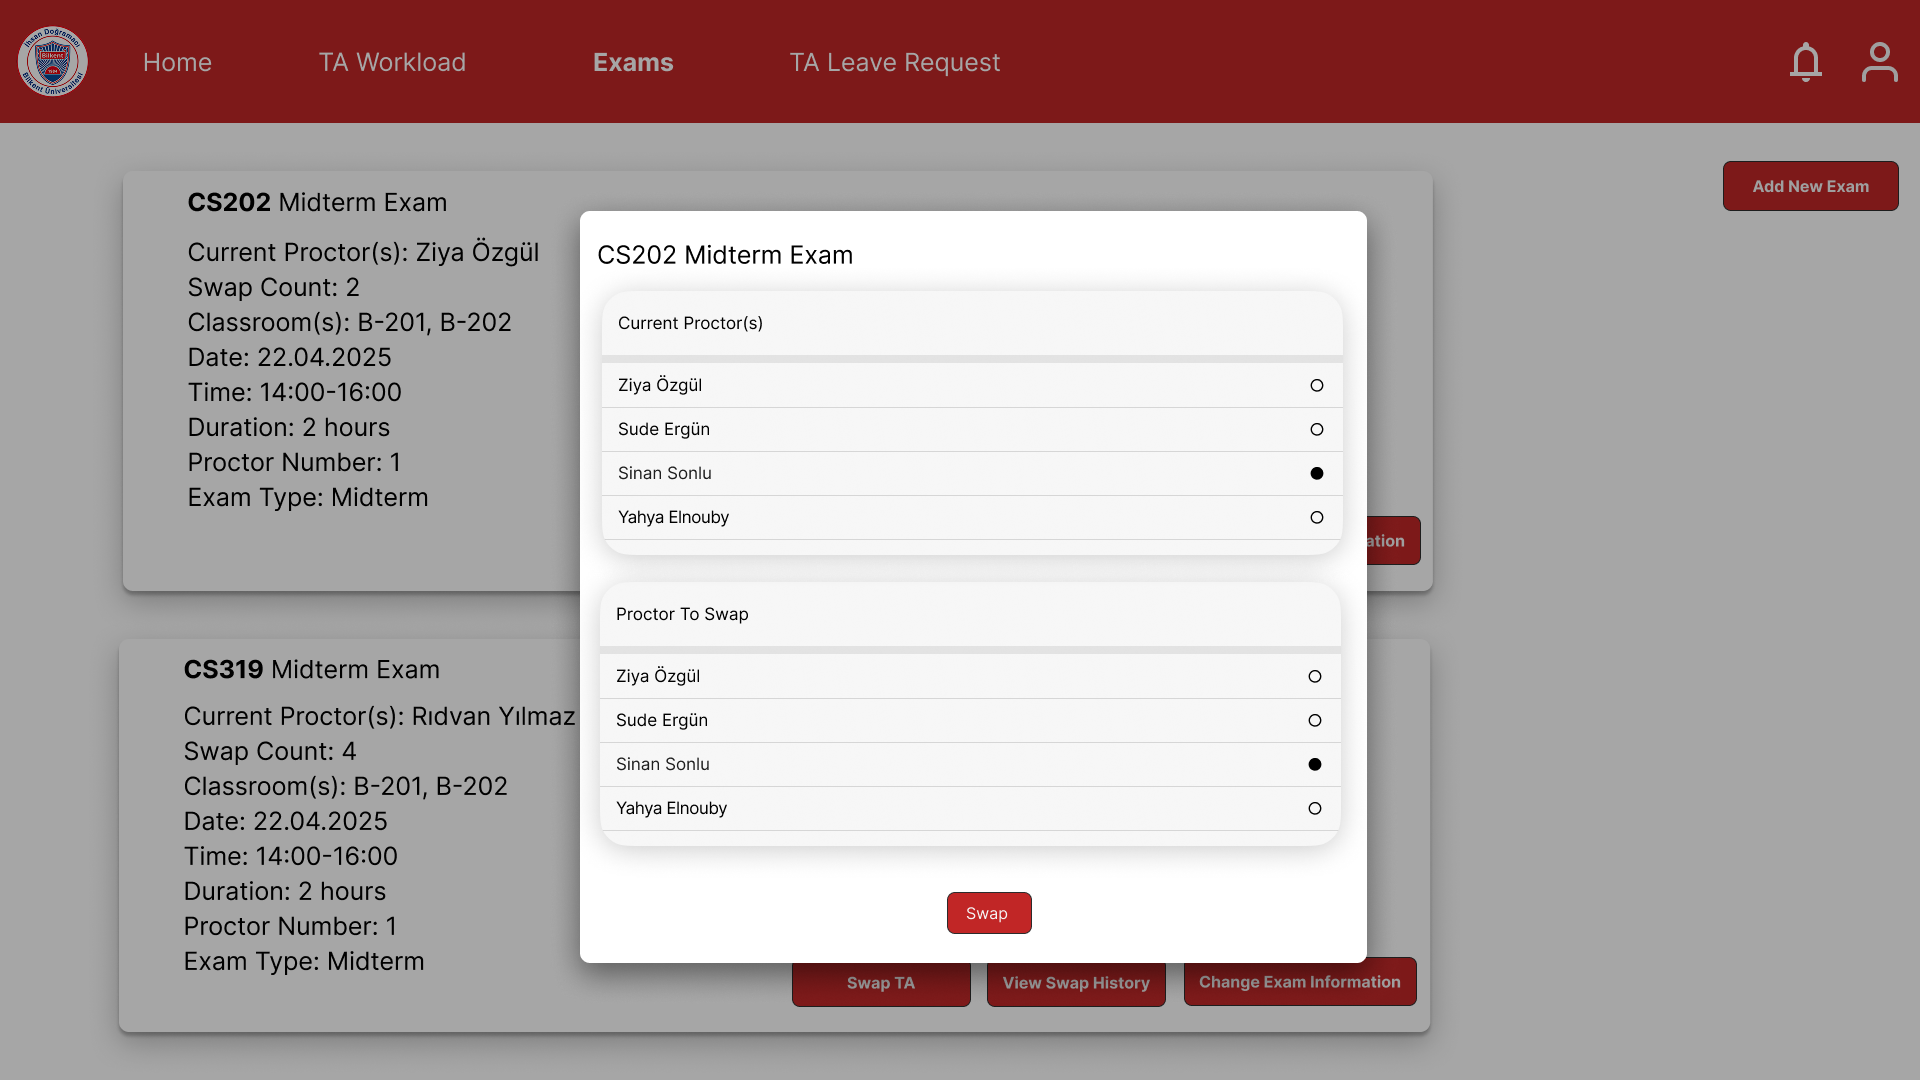 İhsan Doğramacı
Bilkent
Bilkent Üniversitesi
Home
TA Workload
Exams
TA Leave Request
Add New Exam
CS202 Midterm Exam
Current Proctor(s): Ziya Özgül
Swap Count: 2
Classroom(s): B-201, B-202
Date: 22.04.2025
Time: 14:00-16:00
Duration: 2 hours
Proctor Number: 1
Exam Type: Midterm
ation
CS202 Midterm Exam
Current Proctor(s)
Ziya Özgül
Sude Ergün
Sinan Sonlu
Yahya Elnouby
Proctor To Swap
Ziya Özgül
Sude Ergün
Sinan Sonlu
Yahya Elnouby
Swap
CS319 Midterm Exam
Current Proctor(s): Rıdvan Yılmaz
Swap Count: 4
Classroom(s): B-201, B-202
Date: 22.04.2025
Time: 14:00-16:00
Duration: 2 hours
Proctor Number: 1
Exam Type: Midterm
Swap TA
View Swap History
Change Exam Information